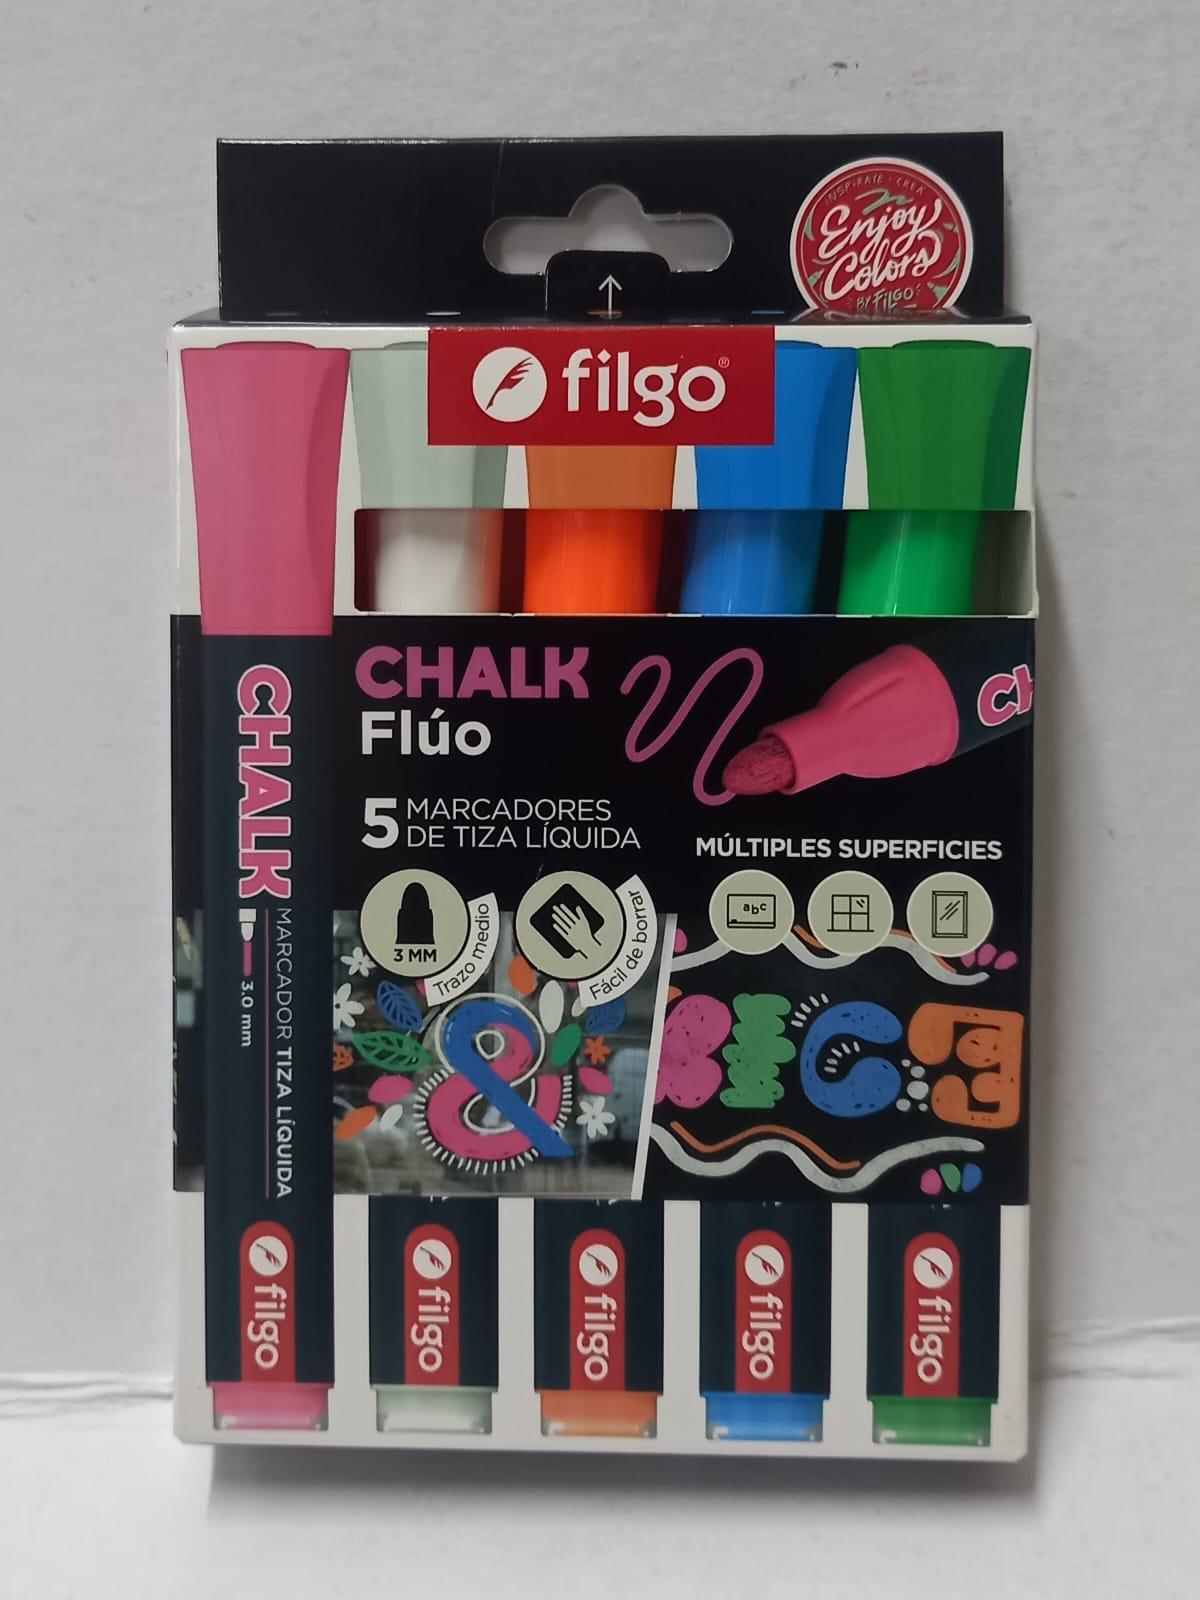 INSPIRATE · CREA
Enjoy
Colors
BY FILGO
filgo®
CHALK
Flúo
5 MARCADORES
DE TIZA LÍQUIDA
MÚLTIPLES SUPERFICIES
abc
3 MM
Trazo medio
Fácil de borrar
CHALK
3.0 mm
MARCADOR TIZA LÍQUIDA
CH
&
filgo
filgo
filgo
filgo
filgo